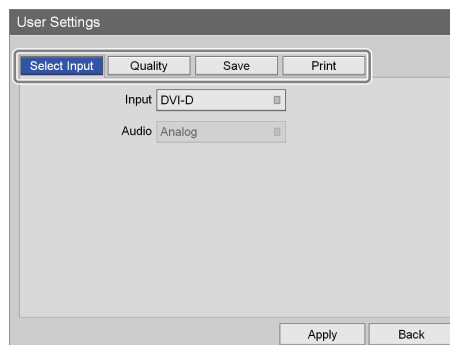 User Settings
Select Input Quality Save Print
Input DVI-D
Audio Analog
Apply Back